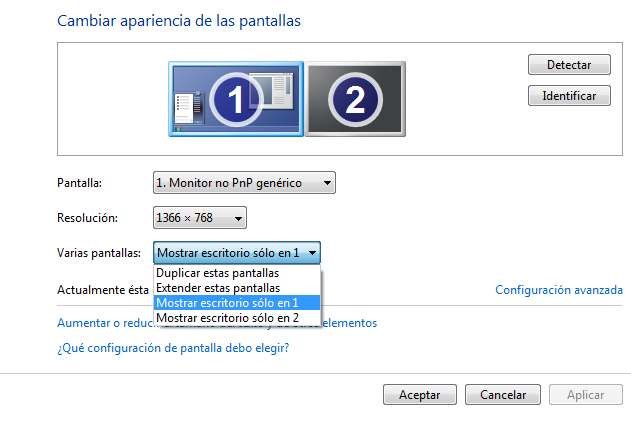 Cambiar apariencia de las pantallas
1
2
Detectar
Identificar
Pantalla:
1. Monitor no PnP genérico
Resolución:
1366 × 768
Varias pantallas:
Mostrar escritorio sólo en 1
Duplicar estas pantallas
Extender estas pantallas
Mostrar escritorio sólo en 1
Mostrar escritorio sólo en 2
Actualmente ésta
Configuración avanzada
Aumentar o reduc
y de otros elementos
¿Qué configuración de pantalla debo elegir?
Aceptar
Cancelar
Aplicar